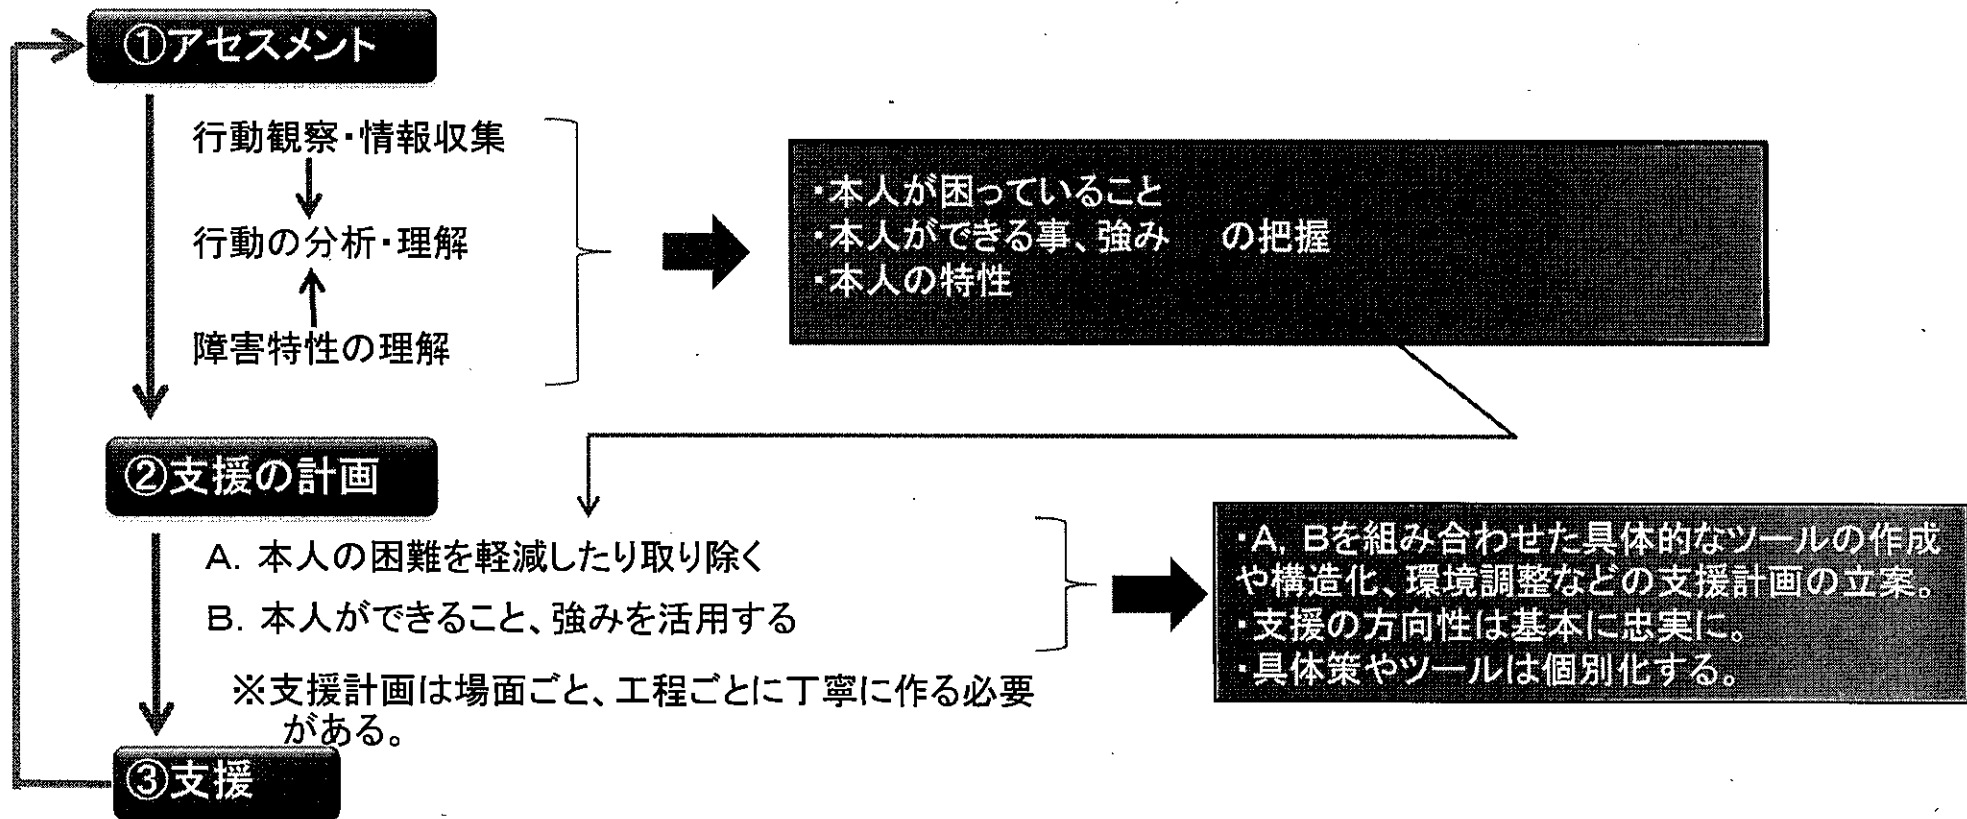 ①アセスメント
行動観察・情報収集
行動の分析・理解
障害特性の理解
・本人が困っていること
・本人ができる事、強み　の把握
・本人の特性
②支援の計画
A. 本人の困難を軽減したり取り除く
B. 本人ができること、強みを活用する
※支援計画は場面ごと、工程ごとに丁寧に作る必要
がある。
・A, Bを組み合わせた具体的なツールの作成
や構造化、環境調整などの支援計画の立案。
・支援の方向性は基本に忠実に。
・具体策やツールは個別化する。
③支援